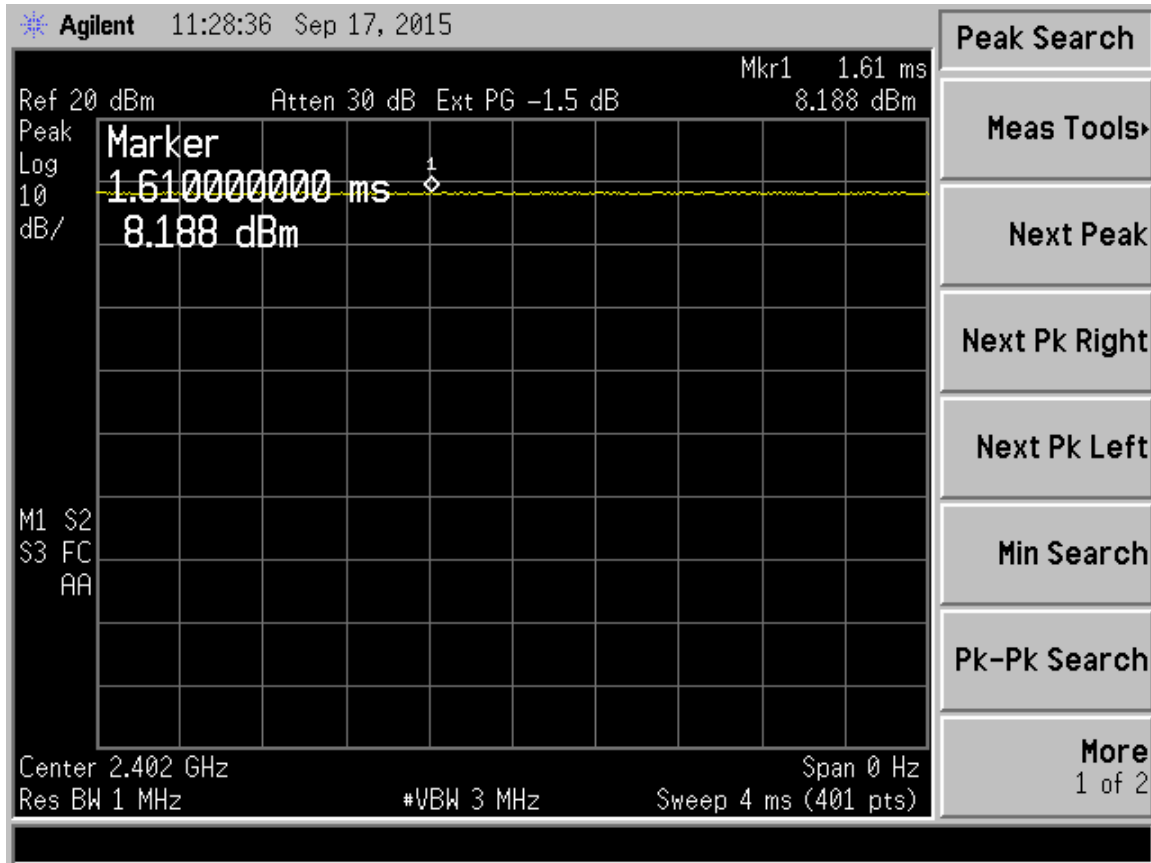 Agilent 11:28:36 Sep 17, 2015
Peak Search
Mkr1 1.61 ms
Ref 20 dBm Atten 30 dB Ext PG -1.5 dB 8.188 dBm
Peak
Log
10
dB/
Marker
1.610000000 ms
8.188 dBm
1
M1 S2
S3 FC
AA
Center 2.402 GHz Span 0 Hz
Res BW 1 MHz #VBW 3 MHz Sweep 4 ms (401 pts)
Meas Tools
Next Peak
Next Pk Right
Next Pk Left
Min Search
Pk-Pk Search
More
1 of 2